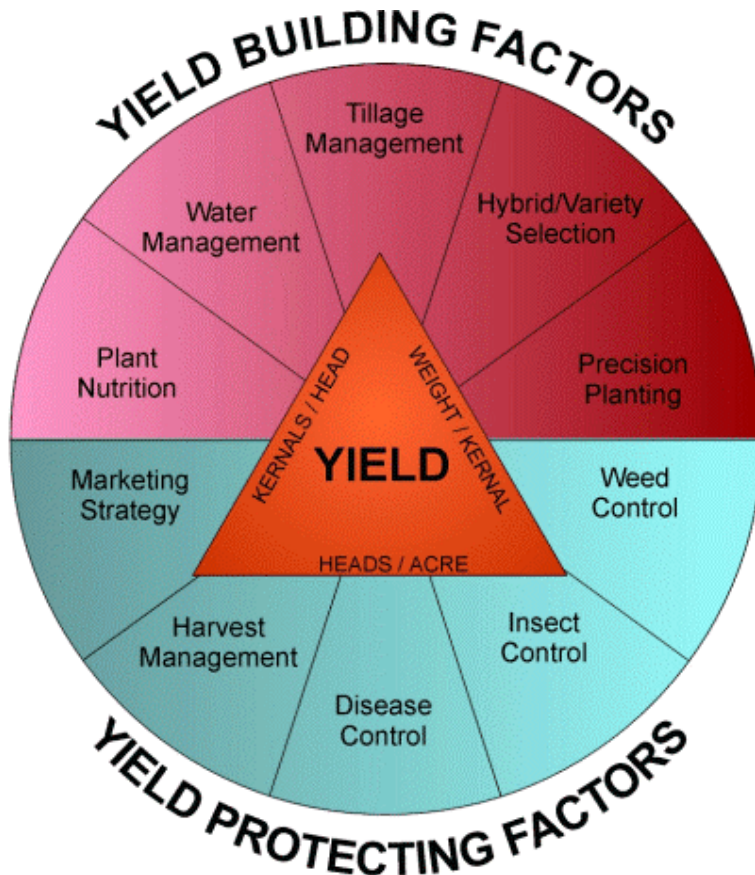 YIELD BUILDING FACTORS
Tillage
Management
Water
Management
Hybrid/Variety
Selection
Plant
Nutrition
Precision
Planting
KERNALS / HEAD
WEIGHT / KERNAL
YIELD
HEADS / ACRE
Marketing
Strategy
Weed
Control
Harvest
Management
Insect
Control
Disease
Control
YIELD PROTECTING FACTORS